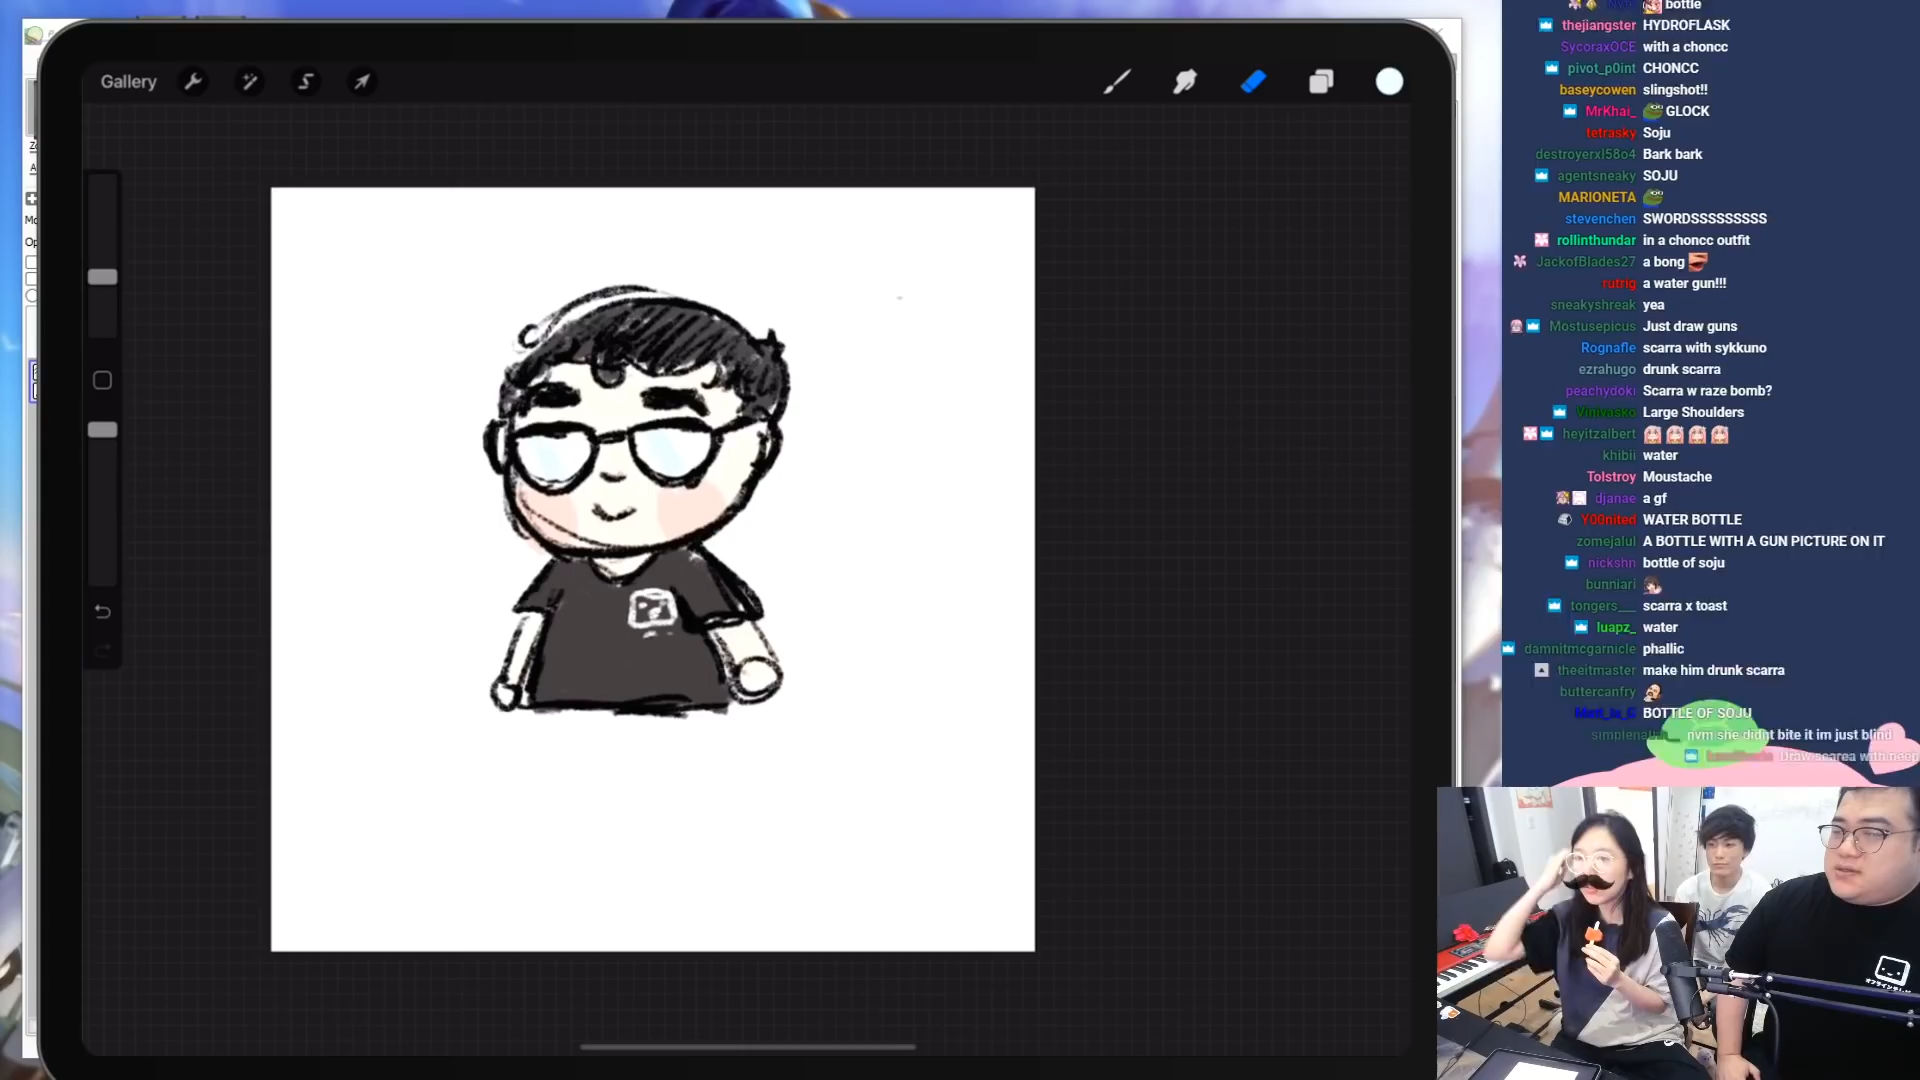 Gallery
bottle
thejiangster HYDROFLASK
SycoraxOCE with a choncc
pivot_p0int CHONCC
baseycowen slingshot!!
MrKhai_ GLOCK
tetrasky Soju
destroyerxl58o4 Bark bark
agentsneaky SOJU
MARIONETA
stevenchen SWORDSSSSSSSSS
rollinthundar in a choncc outfit
JackofBlades27 a bong
rutrig a water gun!!!
sneakyshreak yea
Mostusepicus Just draw guns
Rognafle scarra with sykkuno
ezrahugo drunk scarra
peachydoki Scarra w raze bomb?
Vinivasko Large Shoulders
heyitzalbert
khibii water
Tolstroy Moustache
djanae a gf
Y00nited WATER BOTTLE
zomejalul A BOTTLE WITH A GUN PICTURE ON IT
nickshn bottle of soju
bunniari
tongers___ scarra x toast
luapz_ water
damnitmcgarnicle phallic
theeitmaster make him drunk scarra
buttercanfry
BOTTLE OF SOJU
nvm she didnt bite it im just blind
Draw scarea with